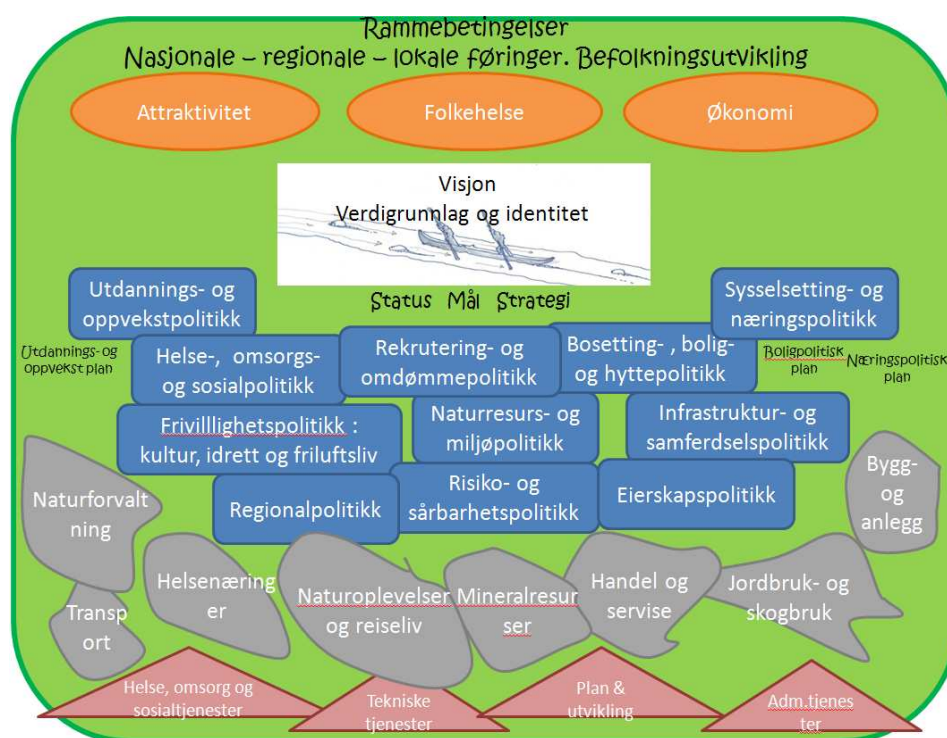 Rammebetingelser
Nasjonale – regionale – lokale føringer. Befolkningsutvikling
Attraktivitet
Folkehelse
Økonomi
Visjon
Verdigrunnlag og identitet
Status Mål Strategi
Utdannings- og
oppvekstpolitikk
Sysselsetting- og
næringspolitikk
Utdannings- og
oppvekst plan
Helse-, omsorgs-
og sosialpolitikk
Rekrutering- og
omdømmepolitikk
Bosetting- , bolig-
og hyttepolitikk
Boligpolitisk
plan
Næringspolitisk
plan
Frivilllighetspolitikk :
kultur, idrett og friluftsliv
Naturresurs- og
miljøpolitikk
Infrastruktur- og
samferdselspolitikk
Regionalpolitikk
Risiko- og
sårbarhetspolitikk
Eierskapspolitikk
Naturforvalt
ning
Bygg-
og
anlegg
Transp
ort
Helsenæring
er
Naturoplevelser
og reiseliv
Mineralresur
ser
Handel og
servise
Jordbruk- og
skogbruk
Helse, omsorg og
sosialtjenester
Tekniske
tjenester
Plan &
utvikling
Adm.tjenes
ter